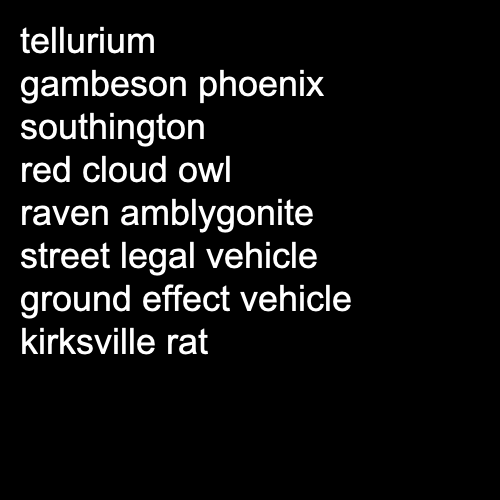 tellurium
gambeson phoenix
southington
red cloud owl
raven amblygonite
street legal vehicle
ground effect vehicle
kirksville rat